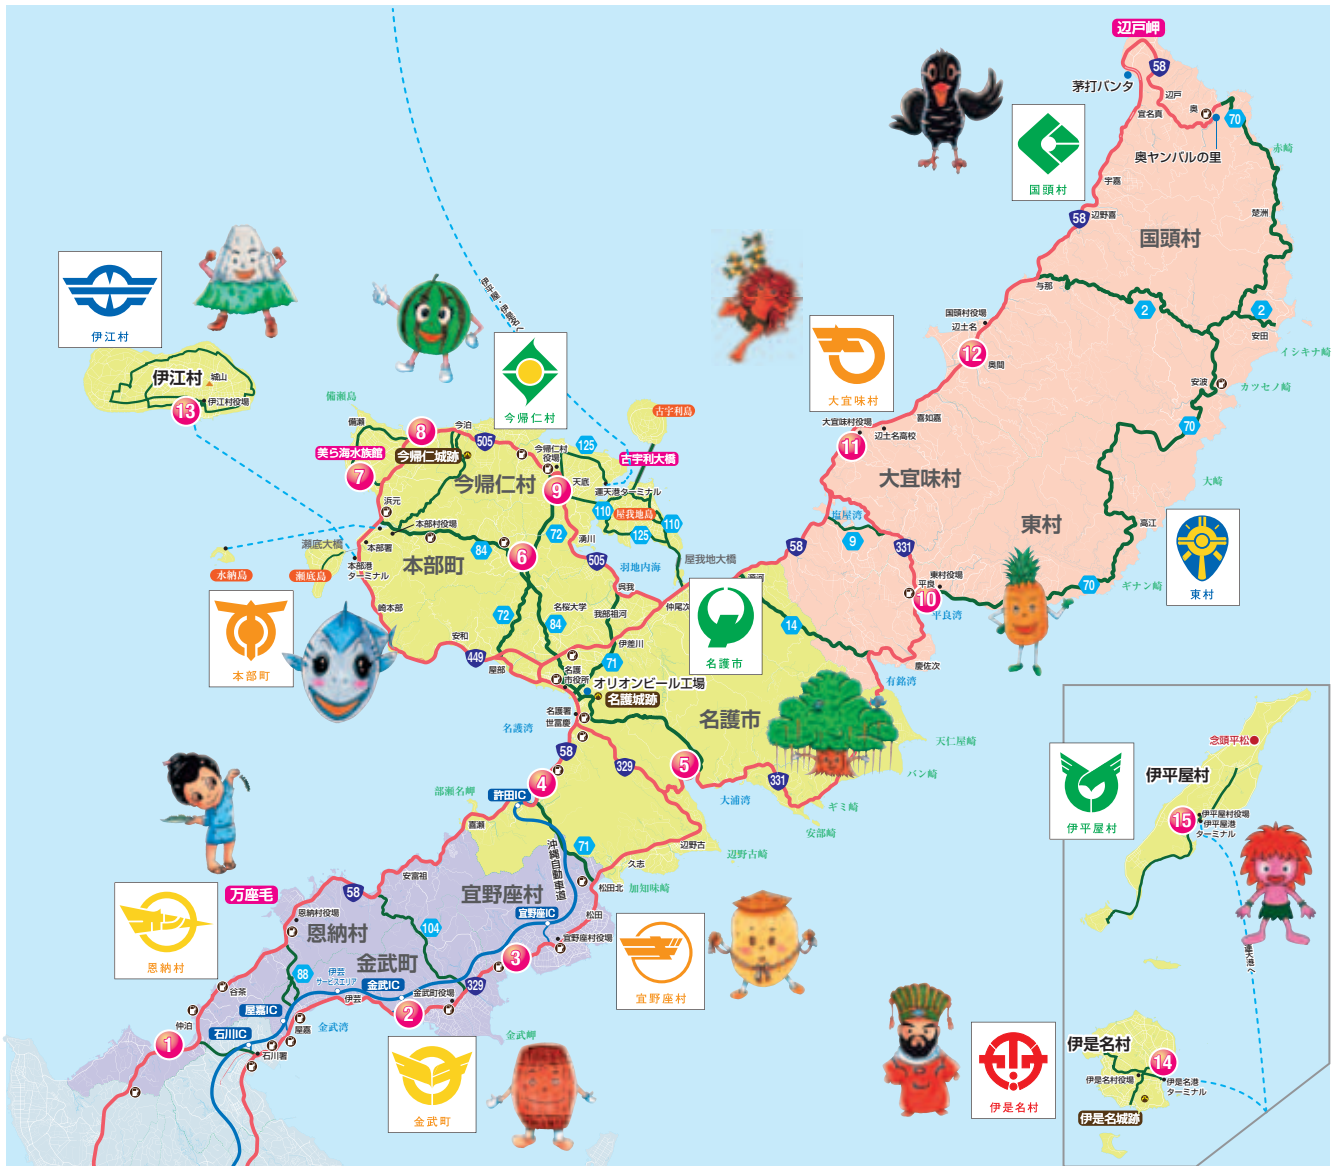 辺戸岬
58
茅打バンタ
辺戸
宜名真
奥
70
奥ヤンバルの里
赤崎
国頭村
宇嘉
58
辺野喜
楚洲
国頭村
与那
2
2
安田
イシキナ崎
国頭村役場
辺土名
12
奥間
安波
カツセノ崎
70
伊平屋・伊是名へ
伊江村
伊江村
城山
伊江村役場
13
今帰仁村
大宜味村
大宜味村役場
喜如嘉
辺土名高校
11
大宜味村
大崎
備瀬島
備瀬
8
今泊
505
古宇利島
125
美ら海水族館
今帰仁城跡
今帰仁村
役場
古宇利大橋
7
今帰仁村
天底
9
運天港ターミナル
浜元
110
屋我地島
110
本部村役場
72
湧川
125
瀬底大橋
本部署
84
6
本部町
505
羽地内海
屋我地大橋
本部港
ターミナル
水納島
瀬底島
呉我
塩屋湾
58
9
331
東村
高江
東村
東村役場
平良
10
平良湾
70
ギナン崎
源河
仲尾次
名護市
14
本部町
崎本部
名桜大学
我部祖河
72
84
安和
伊差川
449
屋部
71
名護
市役所
オリオンビール工場
名護城跡
慶佐次
有銘湾
名護市
名護署
世冨慶
名護湾
58
329
5
天仁屋崎
バン崎
331
大浦湾
ギミ崎
安部崎
4
部瀬名岬
許田IC
喜瀬
71
辺野古
辺野古崎
久志
沖縄自動車道
松田北
加知味崎
安富祖
宜野座村
万座毛
58
恩納村役場
恩納村
恩納村
104
宜野座IC
松田
宜野座村役場
宜野座村
金武町
3
88
伊芸
サービスエリア
金武IC
金武町役場
329
谷茶
伊芸
2
屋嘉IC
仲泊
石川IC
屋嘉
金武湾
金武岬
1
石川署
金武町
念頭平松
伊平屋村
伊平屋村
15
伊平屋村役場
伊平屋港
ターミナル
運天港へ
伊是名村
伊是名村
14
伊是名村役場
伊是名港
ターミナル
伊是名城跡